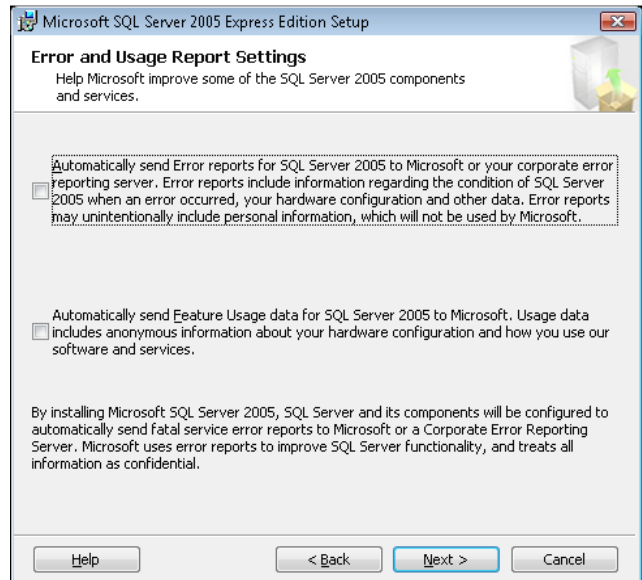 Microsoft SQL Server 2005 Express Edition Setup
Error and Usage Report Settings
Help Microsoft improve some of the SQL Server 2005 components
and services.
Automatically send Error reports for SQL Server 2005 to Microsoft or your corporate error
reporting server. Error reports include information regarding the condition of SQL Server
2005 when an error occurred, your hardware configuration and other data. Error reports
may unintentionally include personal information, which will not be used by Microsoft.
Automatically send Feature Usage data for SQL Server 2005 to Microsoft. Usage data
includes anonymous information about your hardware configuration and how you use our
software and services.
By installing Microsoft SQL Server 2005, SQL Server and its components will be configured to
automatically send fatal service error reports to Microsoft or a Corporate Error Reporting
Server. Microsoft uses error reports to improve SQL Server functionality, and treats all
information as confidential.
Help
< Back
Next >
Cancel